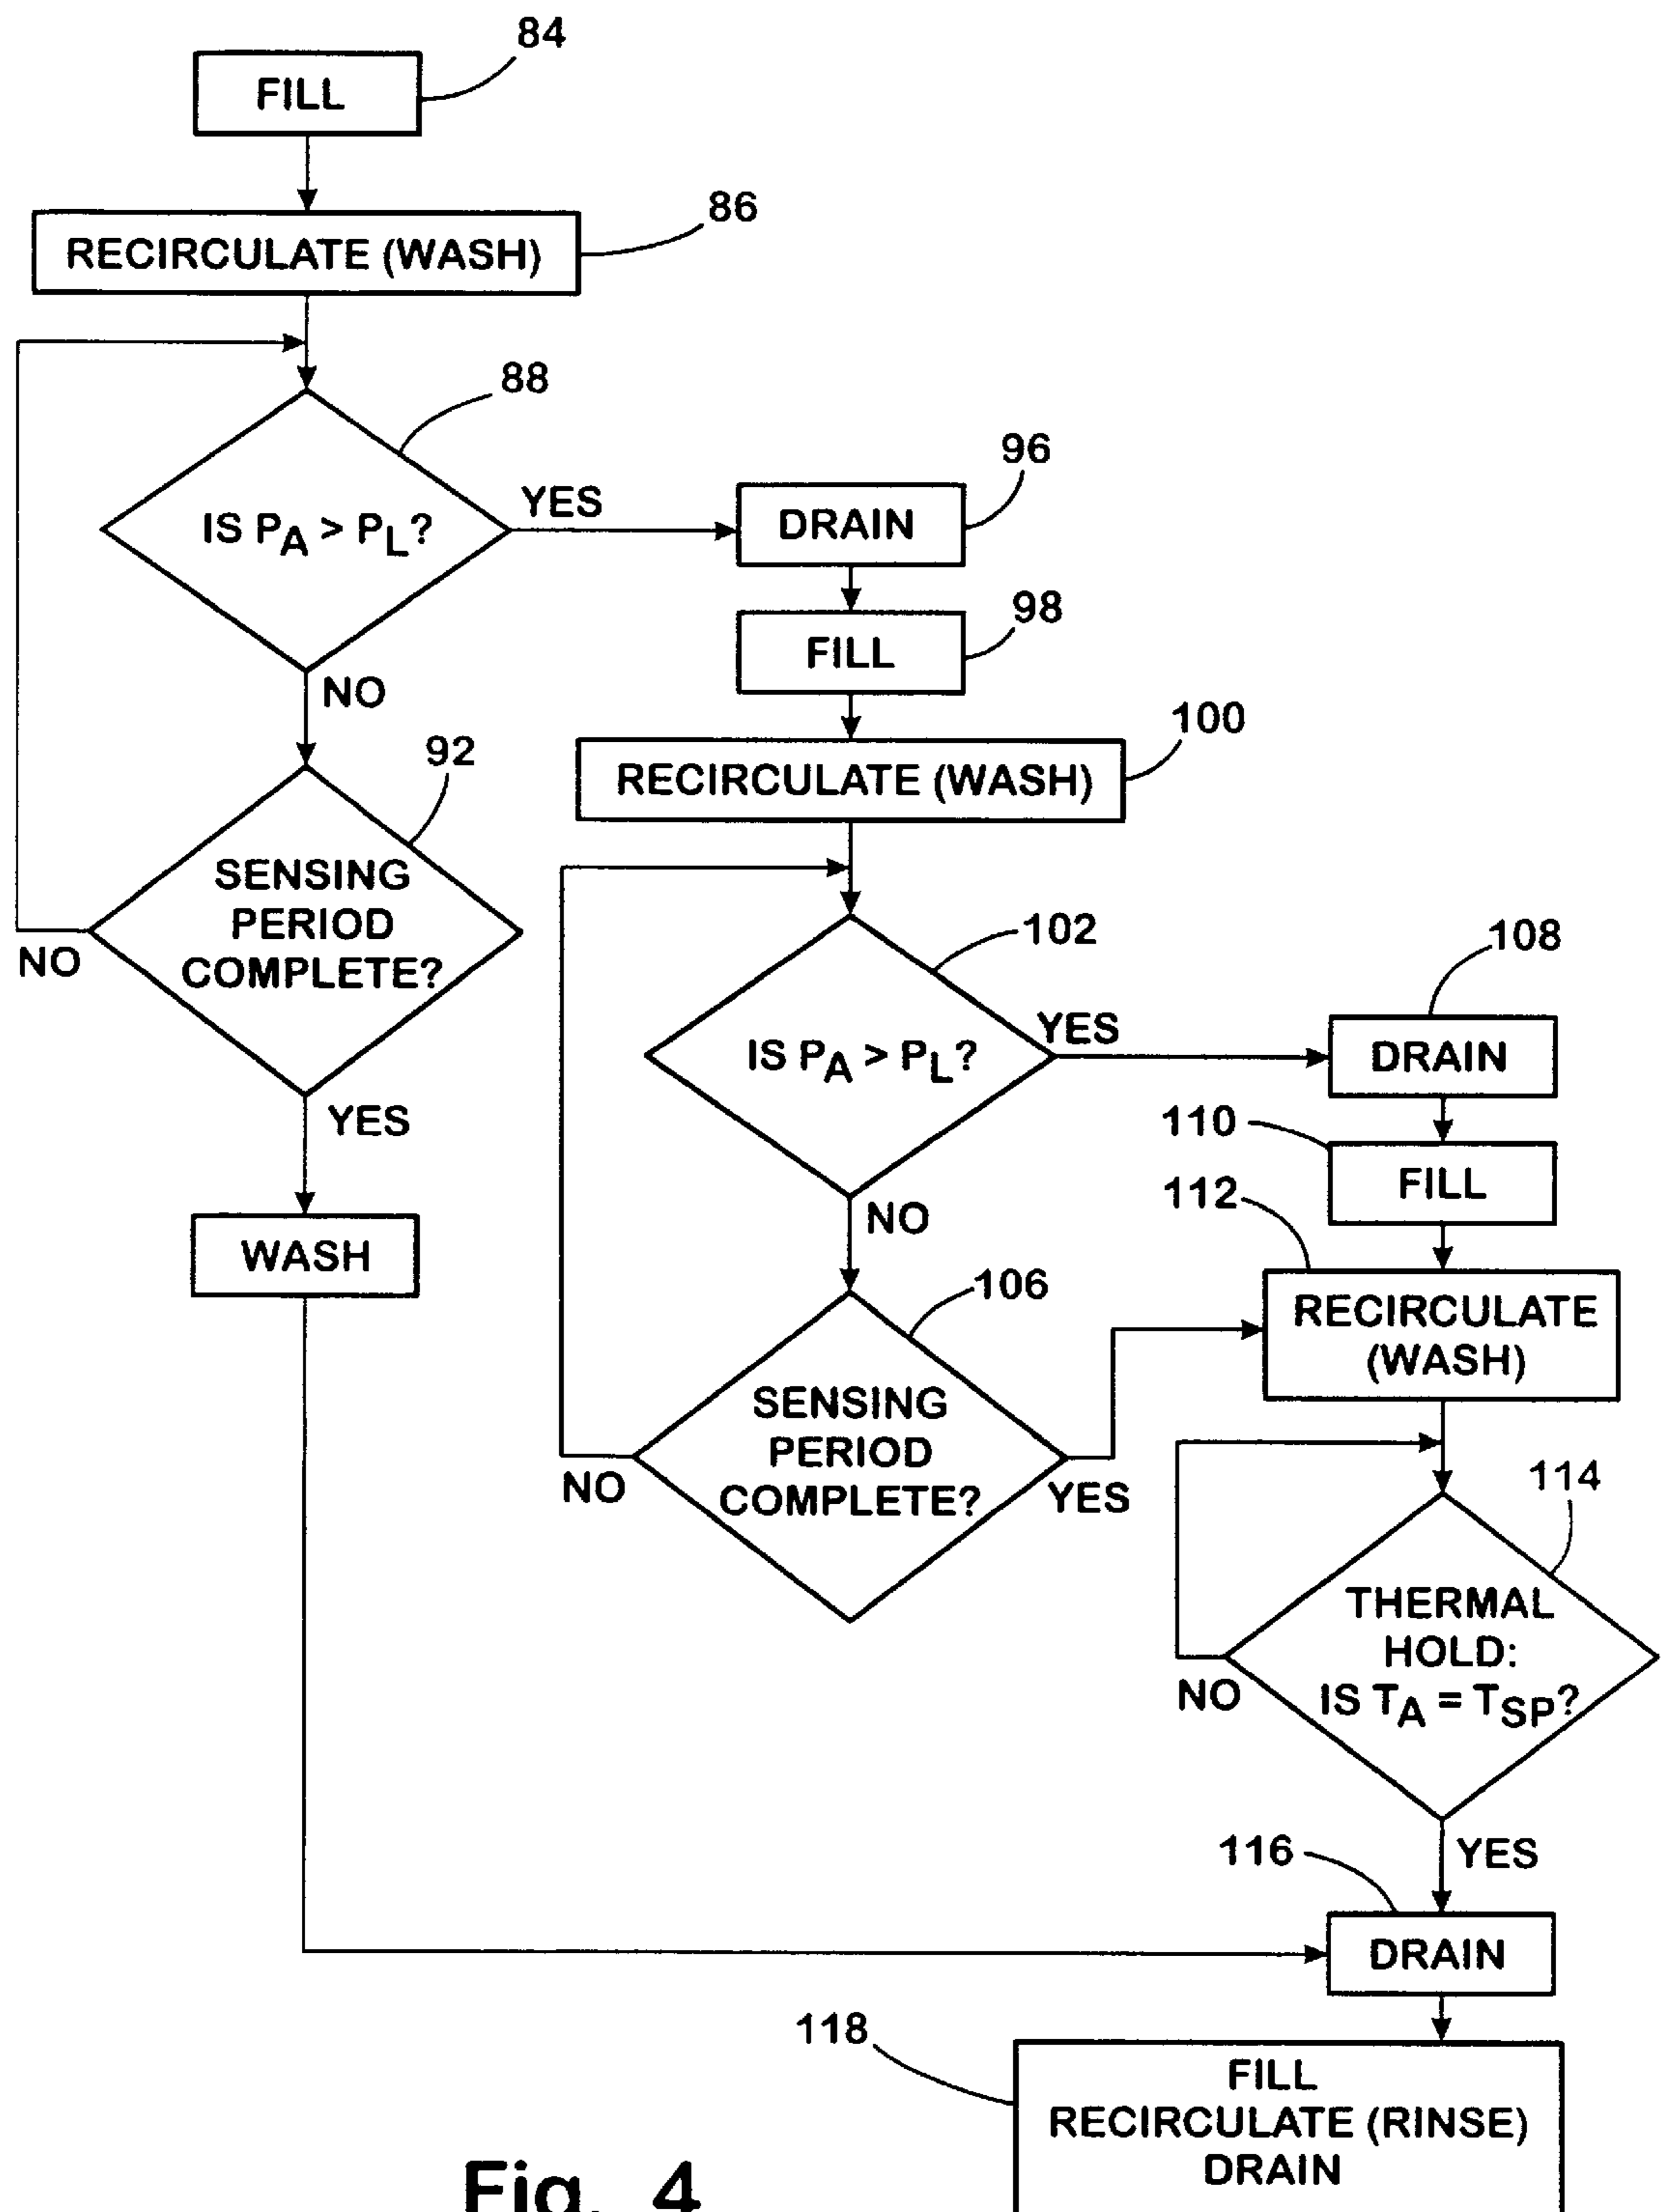 84
FILL
86
RECIRCULATE (WASH)
88
IS PA > PL?
YES
NO
96
DRAIN
98
FILL
100
RECIRCULATE (WASH)
92
SENSING
PERIOD
COMPLETE?
NO
YES
WASH
102
IS PA > PL?
YES
NO
108
DRAIN
110
FILL
112
RECIRCULATE
(WASH)
106
SENSING
PERIOD
COMPLETE?
NO
YES
114
THERMAL
HOLD:
IS TA = TSP?
NO
YES
116
DRAIN
118
FILL
RECIRCULATE (RINSE)
DRAIN
Fig. 4